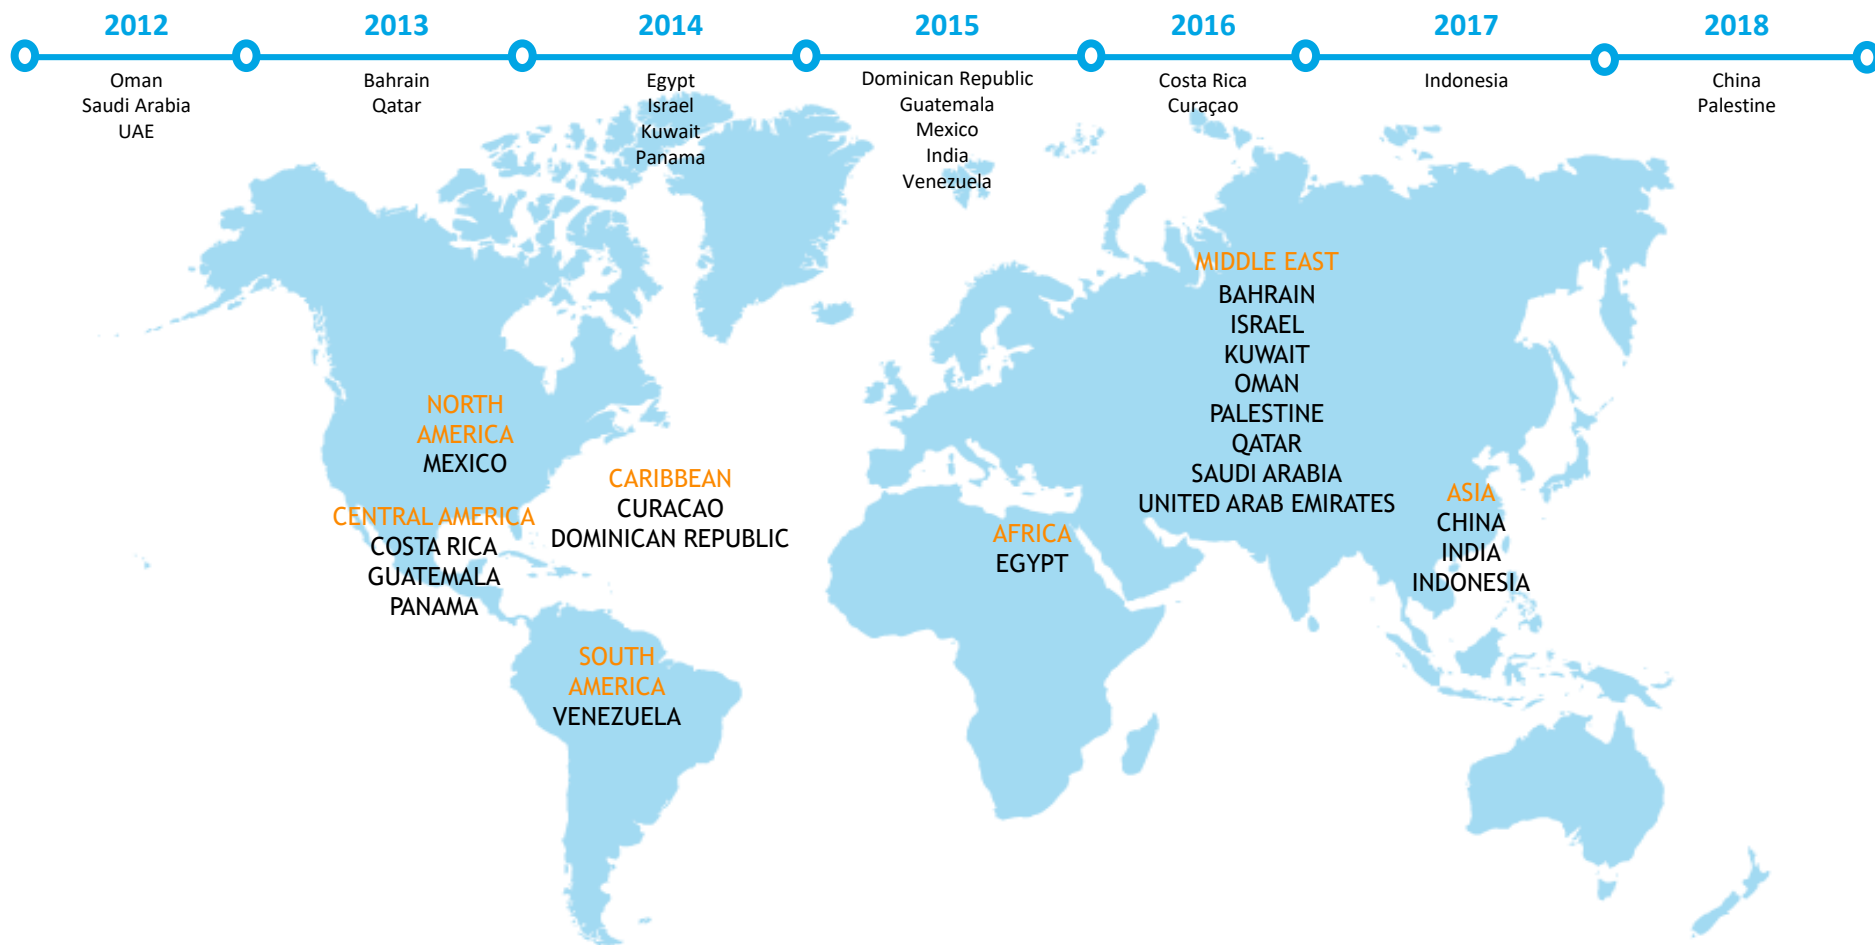 2012
Oman
Saudi Arabia
UAE
2013
Bahrain
Qatar
2014
Egypt
Israel
Kuwait
Panama
2015
Dominican Republic
Guatemala
Mexico
India
Venezuela
2016
Costa Rica
Curaçao
2017
Indonesia
2018
China
Palestine
NORTH
AMERICA
MEXICO
CENTRAL AMERICA
COSTA RICA
GUATEMALA
PANAMA
CARIBBEAN
CURACAO
DOMINICAN REPUBLIC
SOUTH
AMERICA
VENEZUELA
AFRICA
EGYPT
MIDDLE EAST
BAHRAIN
ISRAEL
KUWAIT
OMAN
PALESTINE
QATAR
SAUDI ARABIA
UNITED ARAB EMIRATES
ASIA
CHINA
INDIA
INDONESIA